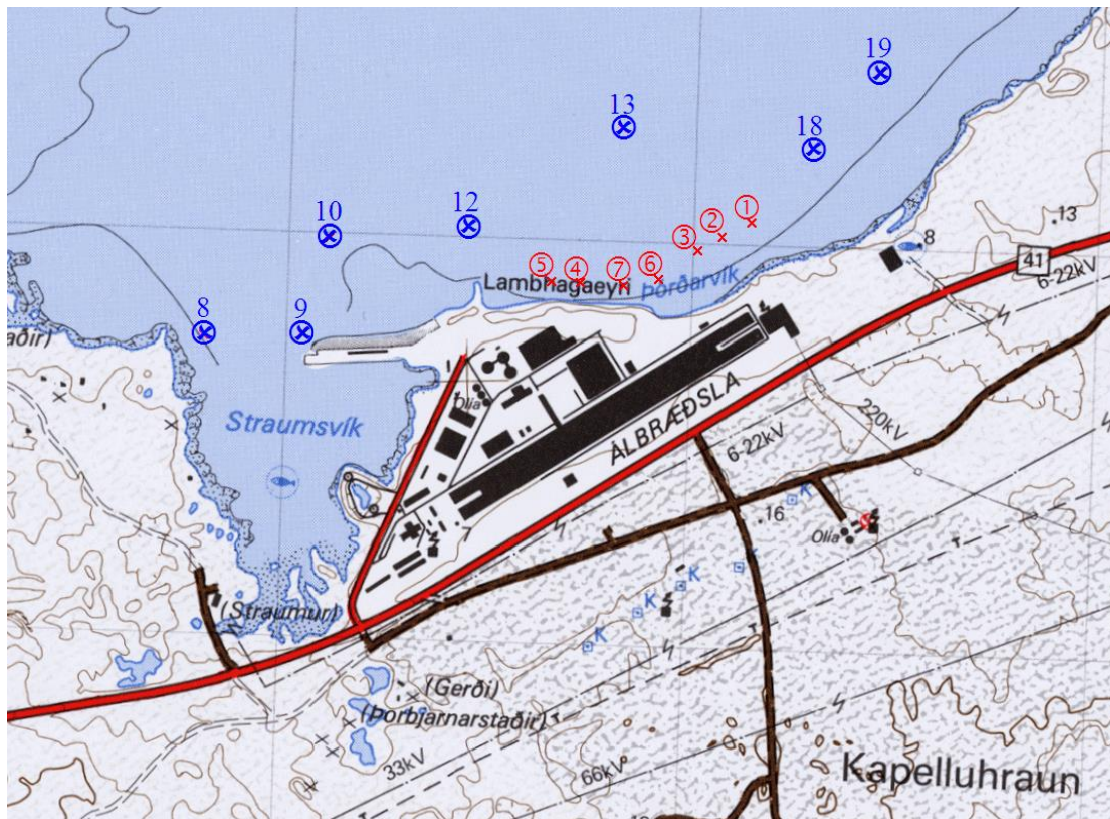 19
13
18
10
12
①
②
③
13
8
41
⑤
④
⑦
⑥
Lambhagaeyri
Þórðarvík
6-22kV
8
9
aðir)
Straumsvík
Olía
ÁLBRÆÐSLA
220kV
6-22kV
K
16
Olía
K
K
K
(Straumur)
(Gerði)
(Þorbjarnarstaðir)
33kV
66kV
Kapelluhraun